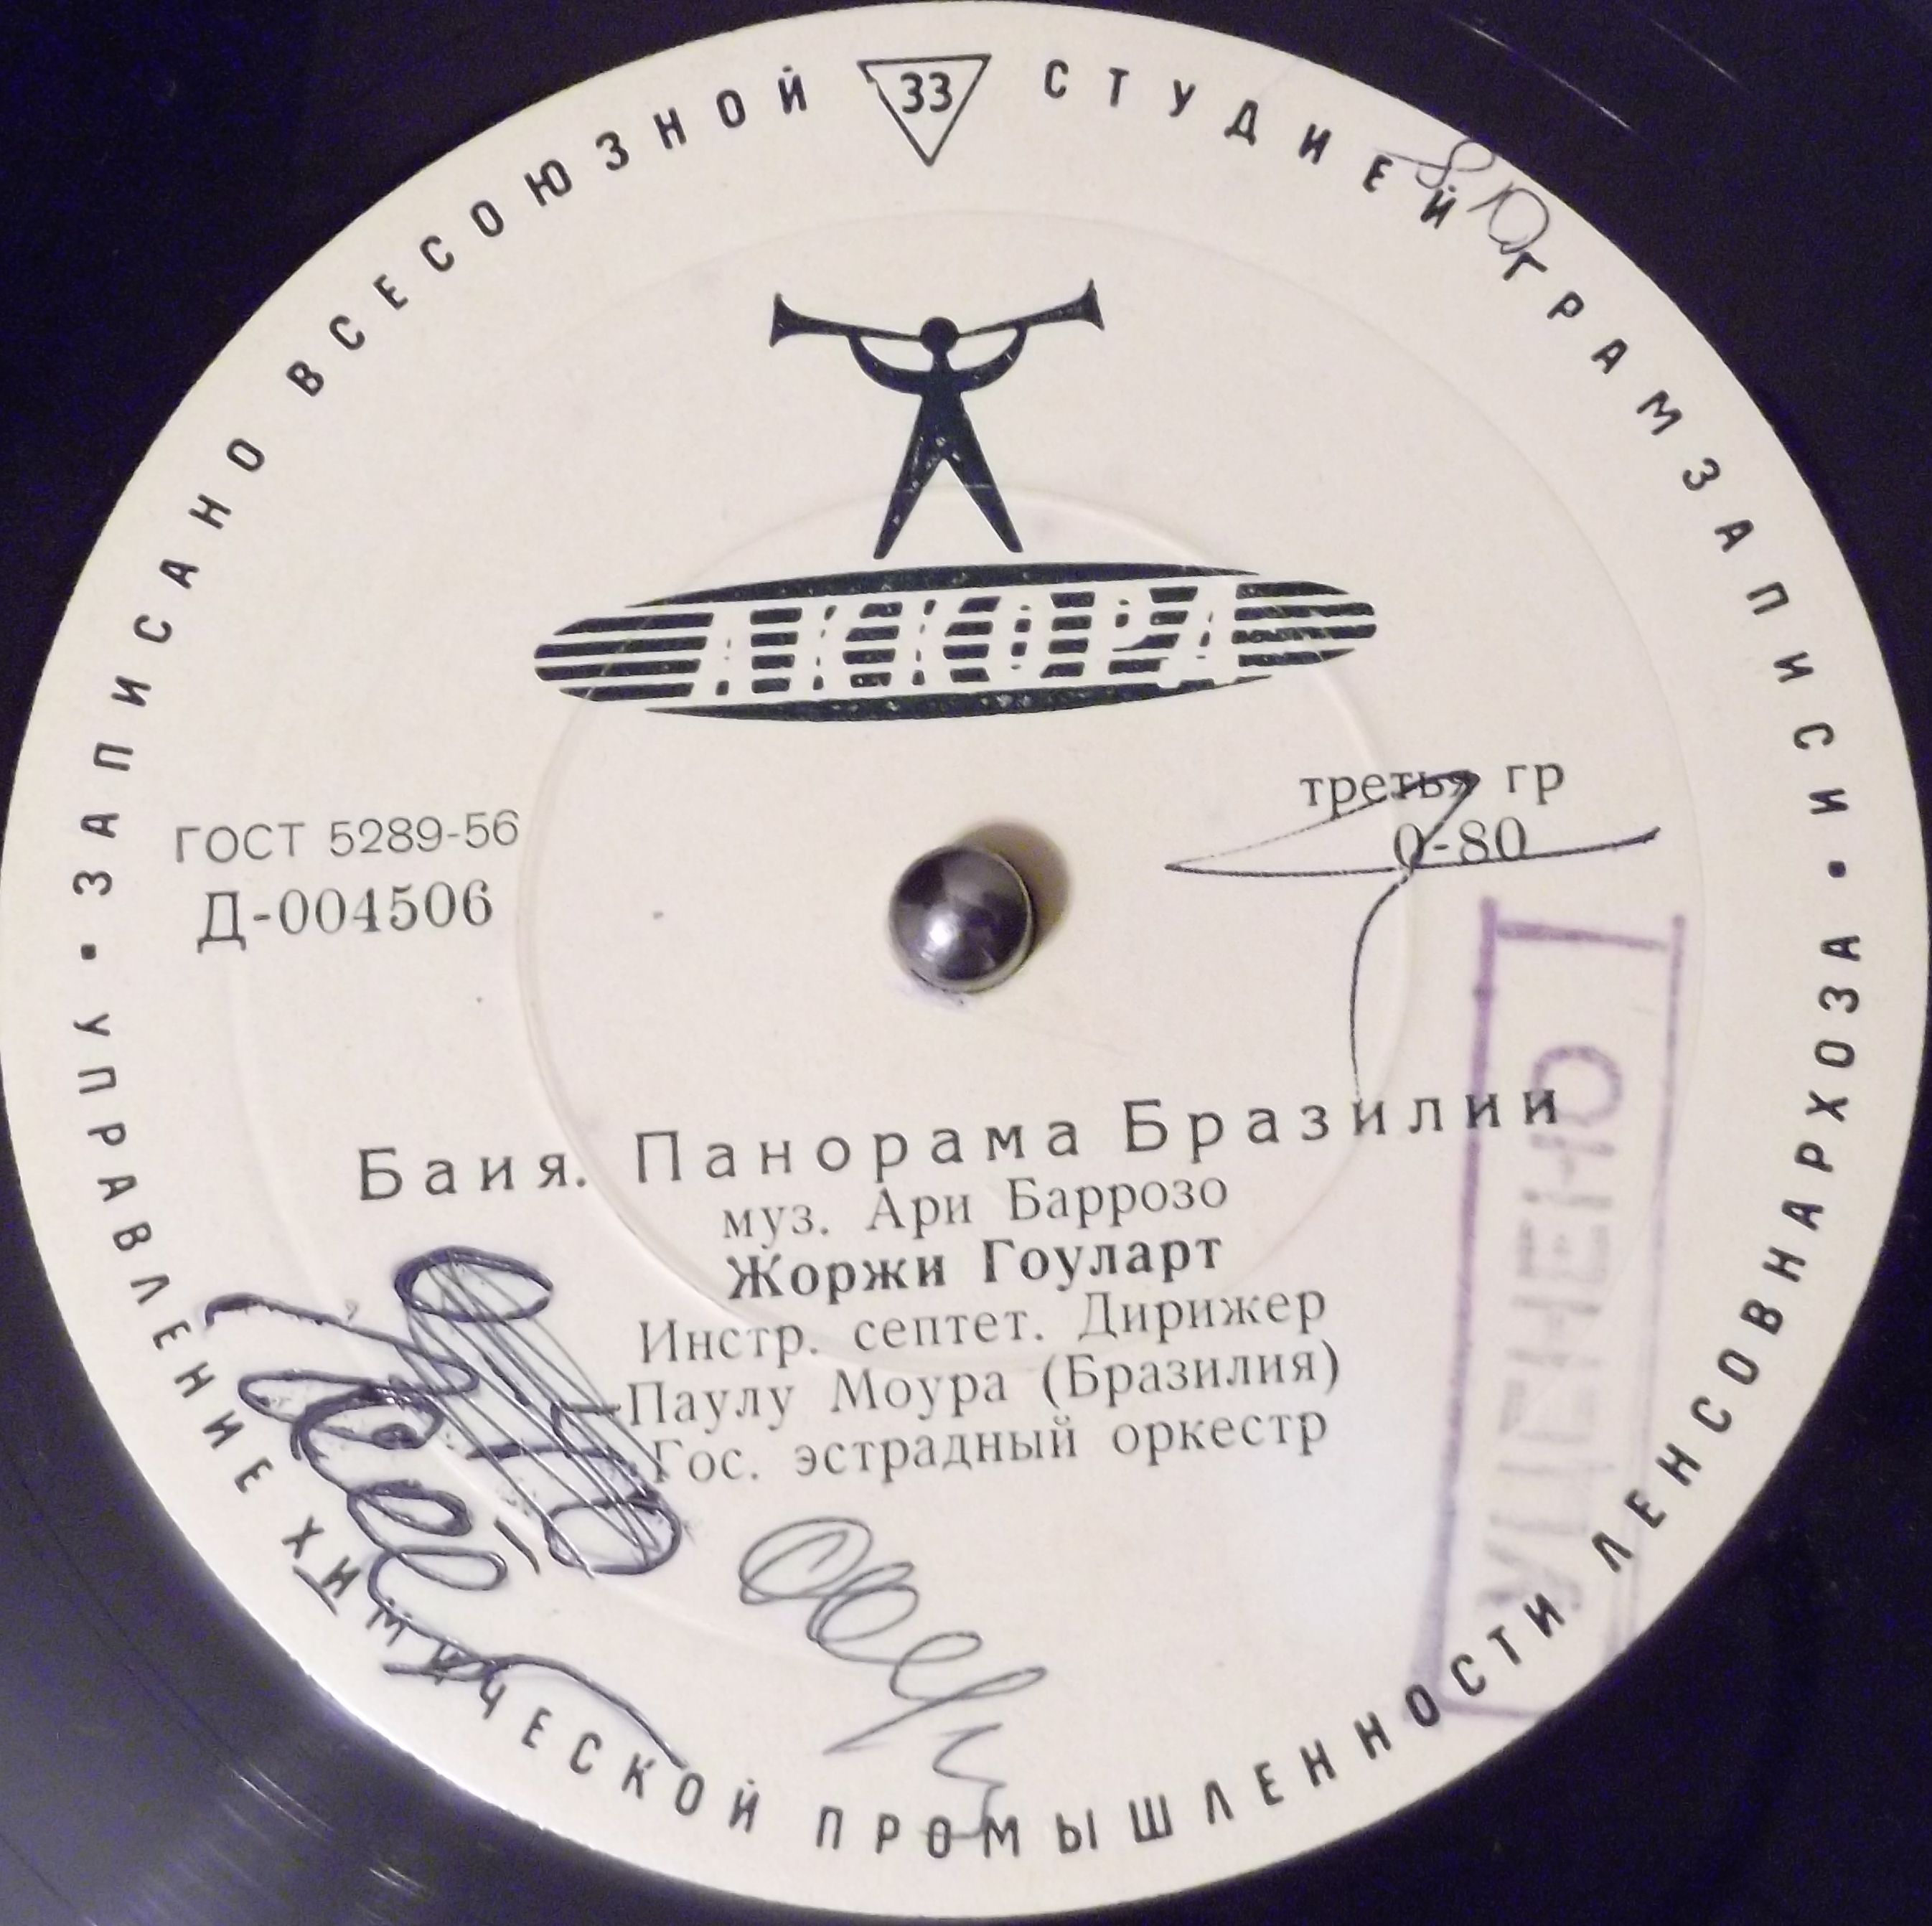 ЗАПИСАНО ВСЕСОЮЗНОЙ СТУДИЕЙ ГРАМЗАПИСИ
33
АККОРД
ГОСТ 5289-56
Д-004506
третья гр
0-80
Баия. Панорама Бразилии
муз. Ари Баррозо
Жоржи Гоуларт
Инстр. септет. Дирижер
Паулу Моура (Бразилия)
Гос. эстрадный оркестр
УПРАВЛЕНИЕ ХИМИЧЕСКОЙ ПРОМЫШЛЕННОСТИ ЛЕНСОВНАРХОЗА